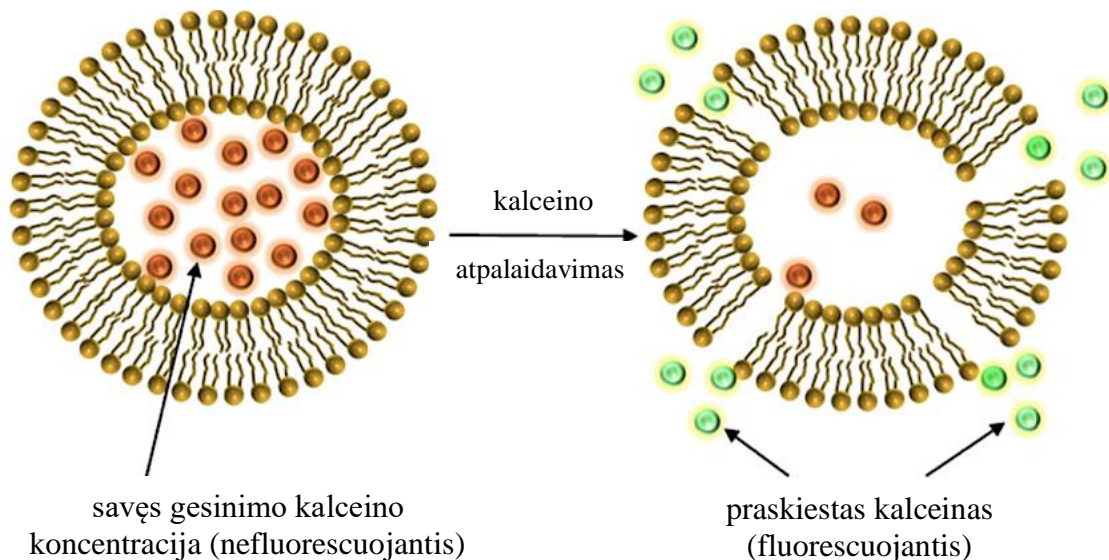 kalceino
atpalaidavimas
savęs gesinimo kalceino
koncentracija (nefluorescuojantis)
praskiestas kalceinas
(fluorescuojantis)